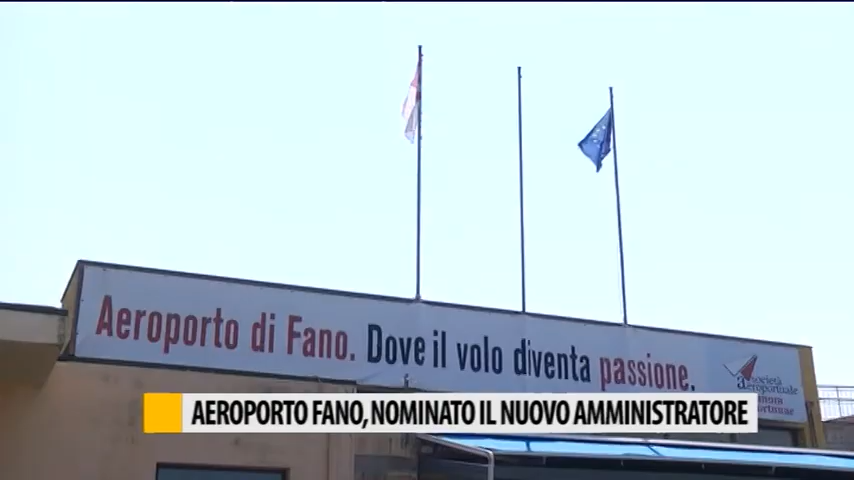 Aeroporto di Fano. Dove il volo diventa passione.
società
aeroportuale
AEROPORTO FANO, NOMINATO IL NUOVO AMMINISTRATORE